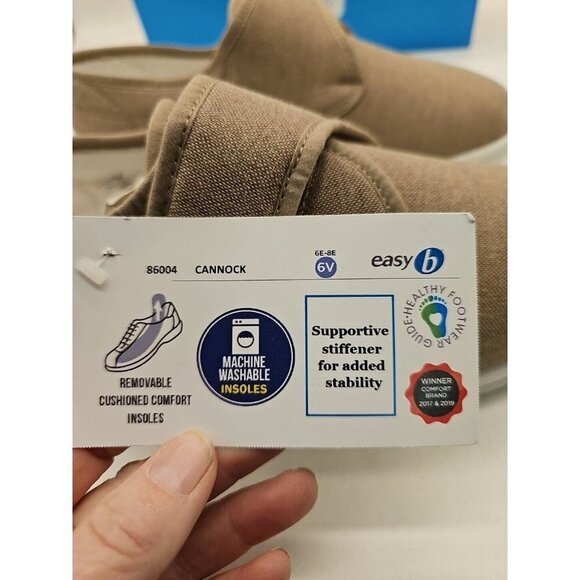 86004 CANNOCK
6E-8E
6V
easy b
REMOVABLE
CUSHIONED COMFORT
INSOLES
MACHINE
WASHABLE
INSOLES
Supportive
stiffener
for added
stability
HEALTHY FOOTWEAR GUIDE
WINNER
COMFORT
BRAND
2017 & 2019